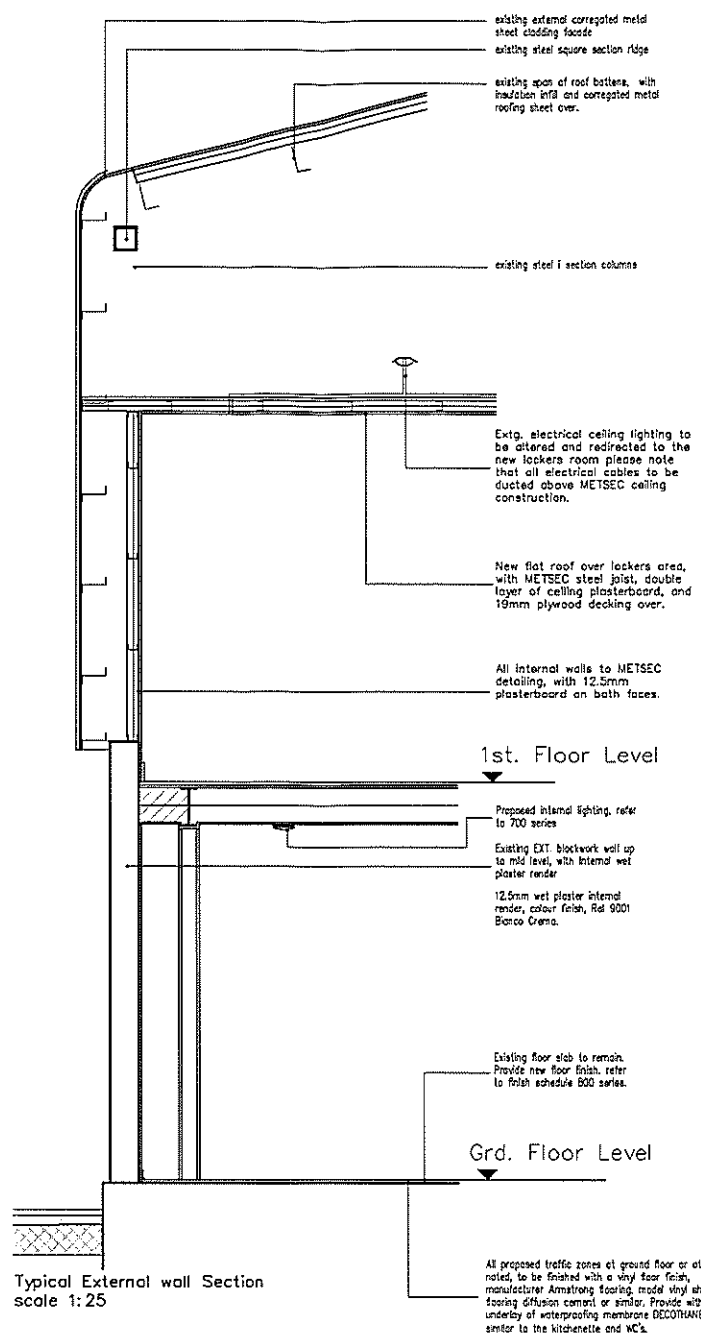 existing external corregated metal
sheet cladding facade
existing steel square section ridge
existing span of roof battens, with
insulation infill and corregated metal
roofing sheet over.
existing steel i section columns
Extg. electrical ceiling lighting to
be altered and redirected to the
new lockers room please note
that all electrical cables to be
ducted above METSEC ceiling
construction.
New flat roof over lockers area,
with METSEC steel joist, double
layer of ceiling plasterboard, and
19mm plywood decking over.
All internal walls to METSEC
detailing, with 12.5mm
plasterboard on both faces.
1st. Floor Level
Proposed internal lighting, refer
to 700 series
Existing EXT. blockwork wall up
to mid level, with internal wet
plaster render
12.5mm wet plaster internal
render, colour finish, Ral 9001
Bianco Crema.
Existing floor slab to remain.
Provide new floor finish, refer
to finish schedule 800 series.
Grd. Floor Level
All proposed traffic zones at ground floor or
noted, to be finished with a vinyl floor finish,
manufacturer Armstrong flooring, model vinyl
flooring diffusion cement or similar. Provide
underlay of waterproofing membrane DECOTHANE
similar to the kitchenette and WC's.
Typical External wall Section
scale 1:25